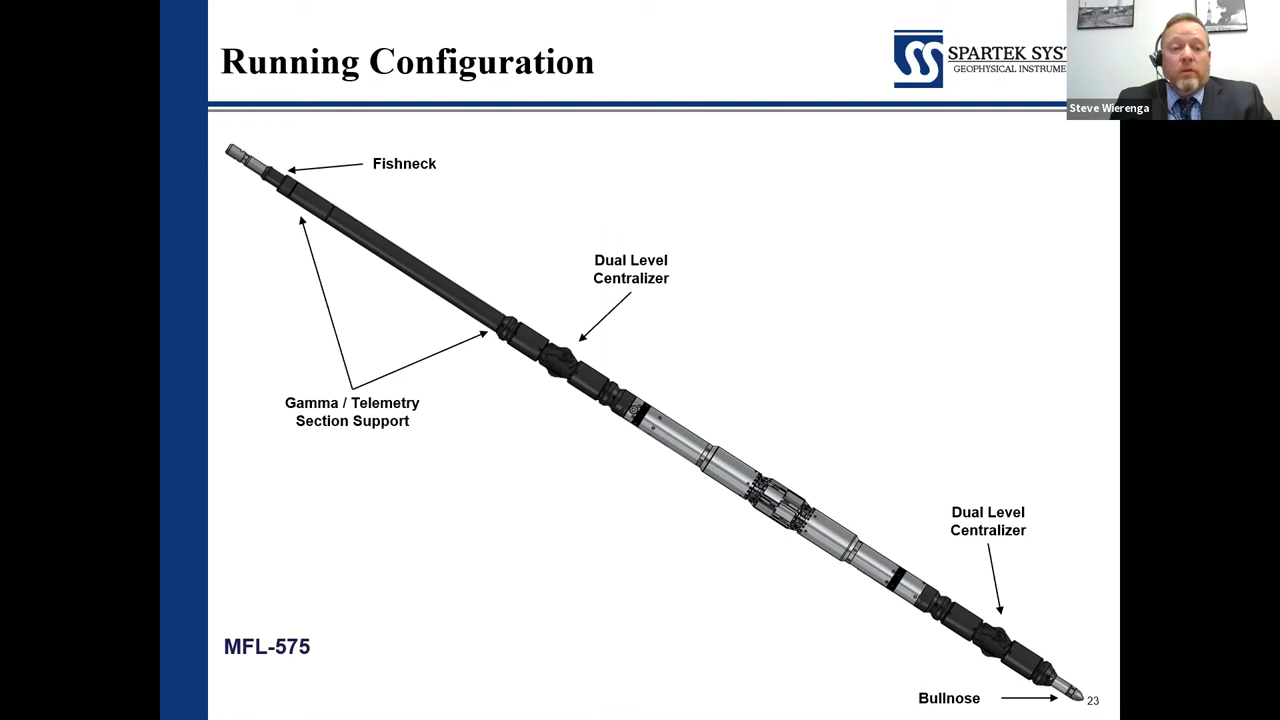 Running Configuration
SPARTEK SYST
GEOPHYSICAL INSTRUME
Steve Wierenga
Fishneck
Dual Level
Centralizer
Gamma / Telemetry
Section Support
Dual Level
Centralizer
MFL-575
Bullnose
23